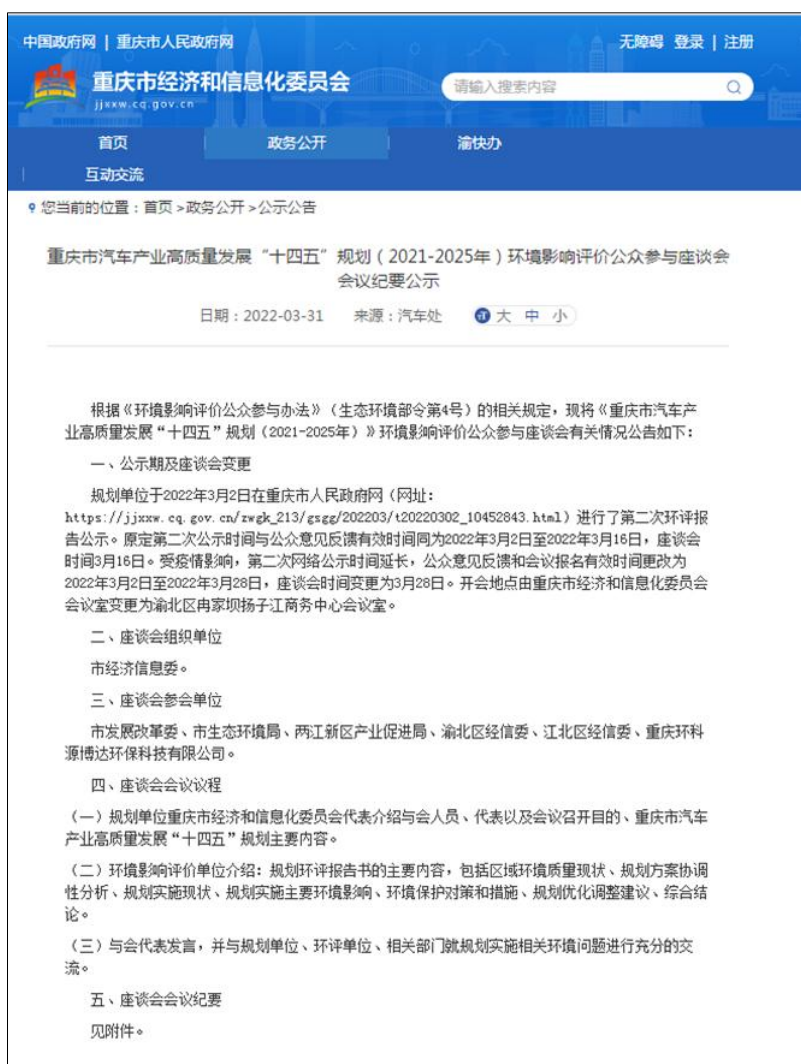 中国政府网 | 重庆市人民政府网
无障碍 登录 | 注册
重庆市经济和信息化委员会
jjxxw.cq.gov.cn
请输入搜索内容
首页 政务公开 渝快办
互动交流
您当前的位置：首页 >政务公开 >公示公告
重庆市汽车产业高质量发展“十四五”规划（2021-2025年）环境影响评价公众参与座谈会
会议纪要公示
日期：2022-03-31 来源：汽车处 大 中 小
根据《环境影响评价公众参与办法》（生态环境部令第4号）的相关规定，现将《重庆市汽车产
业高质量发展“十四五”规划（2021-2025年）》环境影响评价公众参与座谈会有关情况公告如下：
一、公示期及座谈会变更
规划单位于2022年3月2日在重庆市人民政府网（网址：
https://jjxxw.cq.gov.cn/zwgk_213/gsgg/202203/t20220302_10452843.html）进行了第二次环评报
告公示。原定第二次公示时间与公众意见反馈有效时间同为2022年3月2日至2022年3月16日，座谈会
时间3月16日。受疫情影响，第二次网络公示时间延长，公众意见反馈和会议报名有效时间更改为
2022年3月2日至2022年3月28日，座谈会时间变更为3月28日。开会地点由重庆市经济和信息化委员会
会议室变更为渝北区冉家坝扬子江商务中心会议室。
二、座谈会组织单位
市经济信息委。
三、座谈会参会单位
市发展改革委、市生态环境局、两江新区产业促进局、渝北区经信委、江北区经信委、重庆环科
源博达环保科技有限公司。
四、座谈会会议议程
（一）规划单位重庆市经济和信息化委员会代表介绍与会人员、代表以及会议召开目的、重庆市汽车
产业高质量发展“十四五”规划主要内容。
（二）环境影响评价单位介绍：规划环评报告书的主要内容，包括区域环境质量现状、规划方案协调
性分析、规划实施现状、规划实施主要环境影响、环境保护对策和措施、规划优化调整建议、综合结
论。
（三）与会代表发言，并与规划单位、环评单位、相关部门就规划实施相关环境问题进行充分的交
流。
五、座谈会会议纪要
见附件。